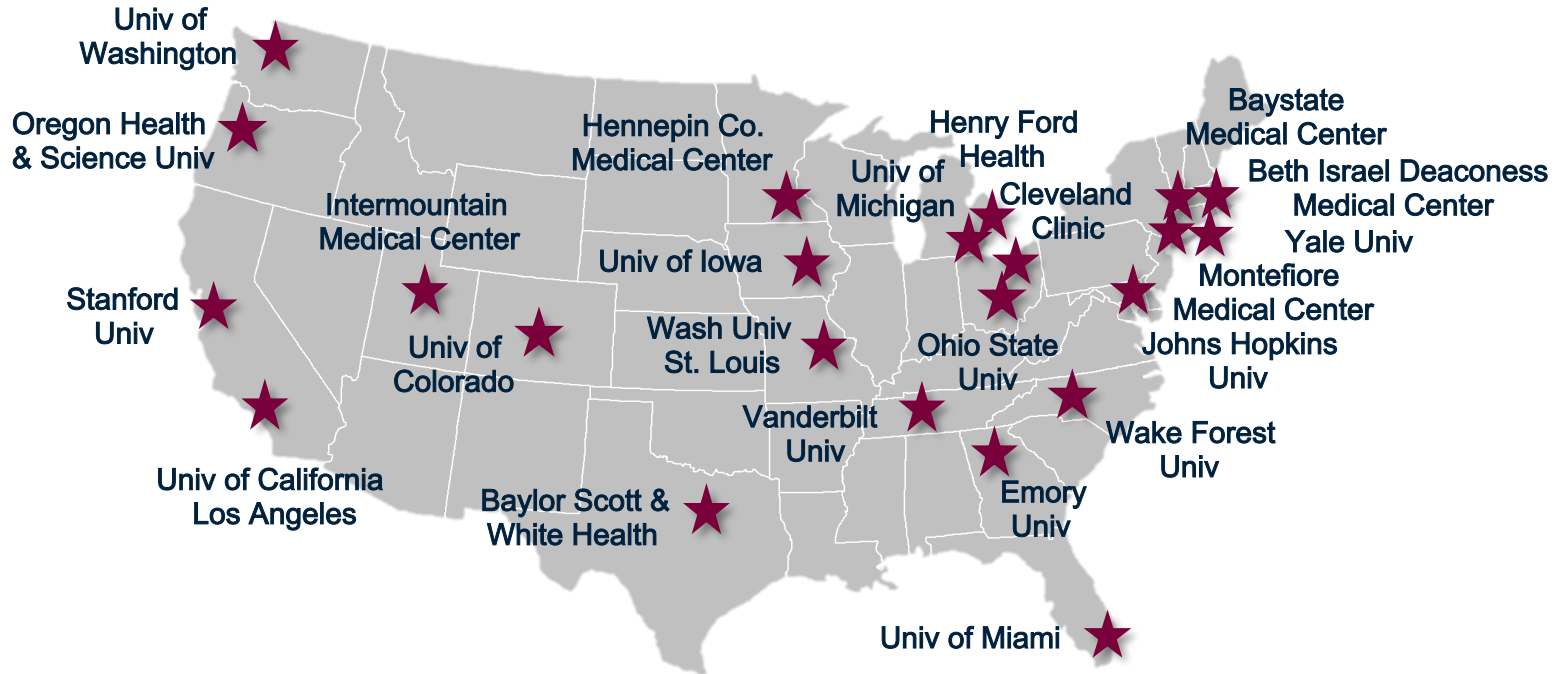 Univ of
Washington
Oregon Health
& Science Univ
Intermountain
Medical Center
Stanford
Univ
Univ of
Colorado
Univ of California
Los Angeles
Hennepin Co.
Medical Center
Univ of Iowa
Wash Univ
St. Louis
Baylor Scott &
White Health
Univ of
Michigan
Henry Ford
Health
Cleveland
Clinic
Ohio State
Univ
Vanderbilt
Univ
Baystate
Medical Center
Beth Israel Deaconess
Medical Center
Yale Univ
Montefiore
Medical Center
Johns Hopkins
Univ
Wake Forest
Univ
Emory
Univ
Univ of Miami